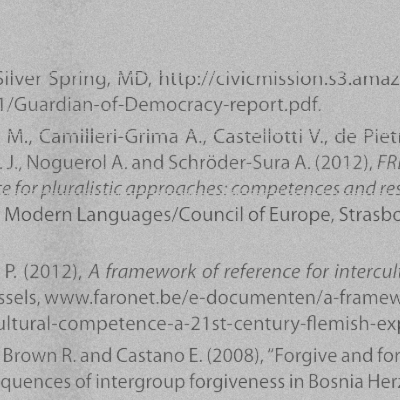 Silver Spring, MD, http://civicmission.s3.amaz
1/Guardian-of-Democracy-report.pdf.
M., Camilleri-Grima A., Castellotti V., de Piet
. J., Noguerol A. and Schröder-Sura A. (2012), FR
ce for pluralistic approaches: competences and res
Modern Languages/Council of Europe, Strasbo
P. (2012), A framework of reference for intercult
ssels, www.faronet.be/e-documenten/a-framew
ultural-competence-a-21st-century-flemish-exp
Brown R. and Castano E. (2008), “Forgive and for
quences of intergroup forgiveness in Bosnia Herz